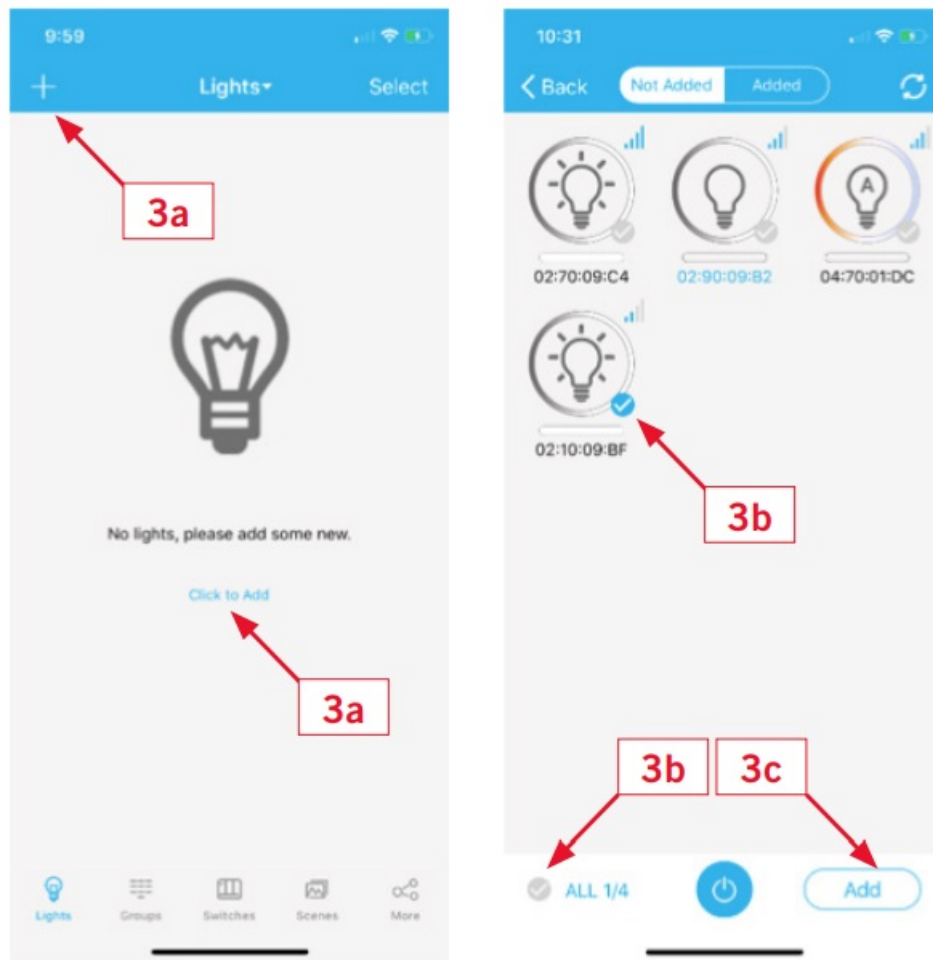 9:59
Lights
Select
3a
No lights, please add some new.
Click to Add
3a
Lights Groups Switches Scenes More
10:31
Back Not Added Added
02:70:09:C4 02:90:09:B2 A 04:70:01:DC
02:10:09:BF
3b
3b 3c
ALL 1/4 Add